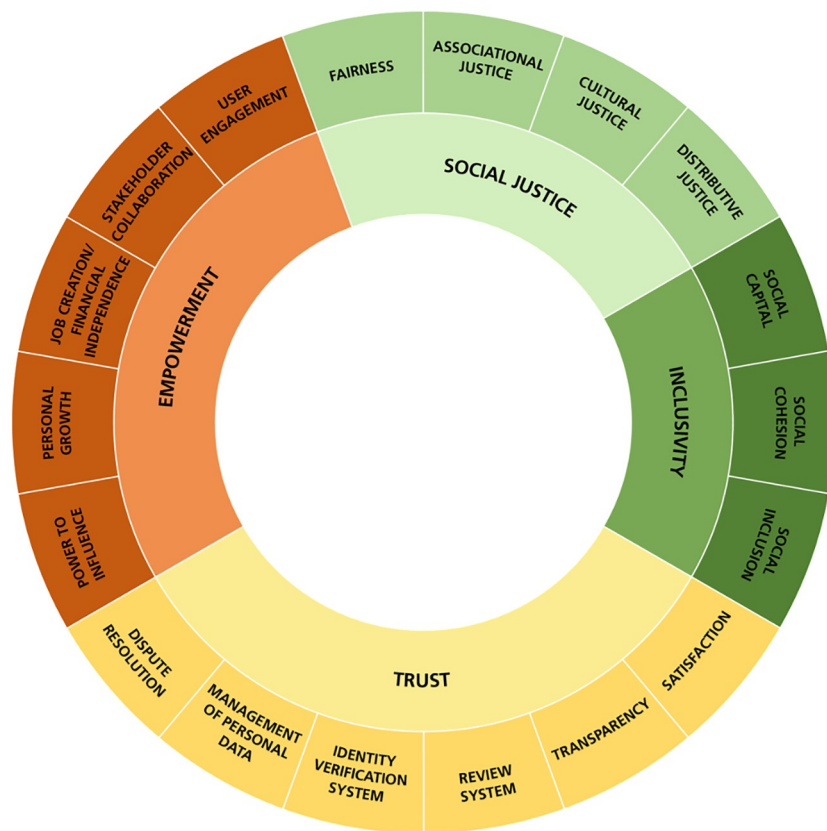 SOCIAL JUSTICE
FAIRNESS
ASSOCIATIONAL
JUSTICE
CULTURAL
JUSTICE
DISTRIBUTIVE
JUSTICE
INCLUSIVITY
SOCIAL
CAPITAL
SOCIAL
COHESION
SOCIAL
INCLUSION
TRUST
SATISFACTION
TRANSPARENCY
REVIEW
SYSTEM
IDENTITY
VERIFICATION
SYSTEM
MANAGEMENT
OF PERSONAL
DATA
DISPUTE
RESOLUTION
EMPOWERMENT
POWER TO
INFLUENCE
PERSONAL
GROWTH
JOB CREATION/
FINANCIAL
INDEPENDENCE
STAKEHOLDER
COLLABORATION
USER
ENGAGEMENT